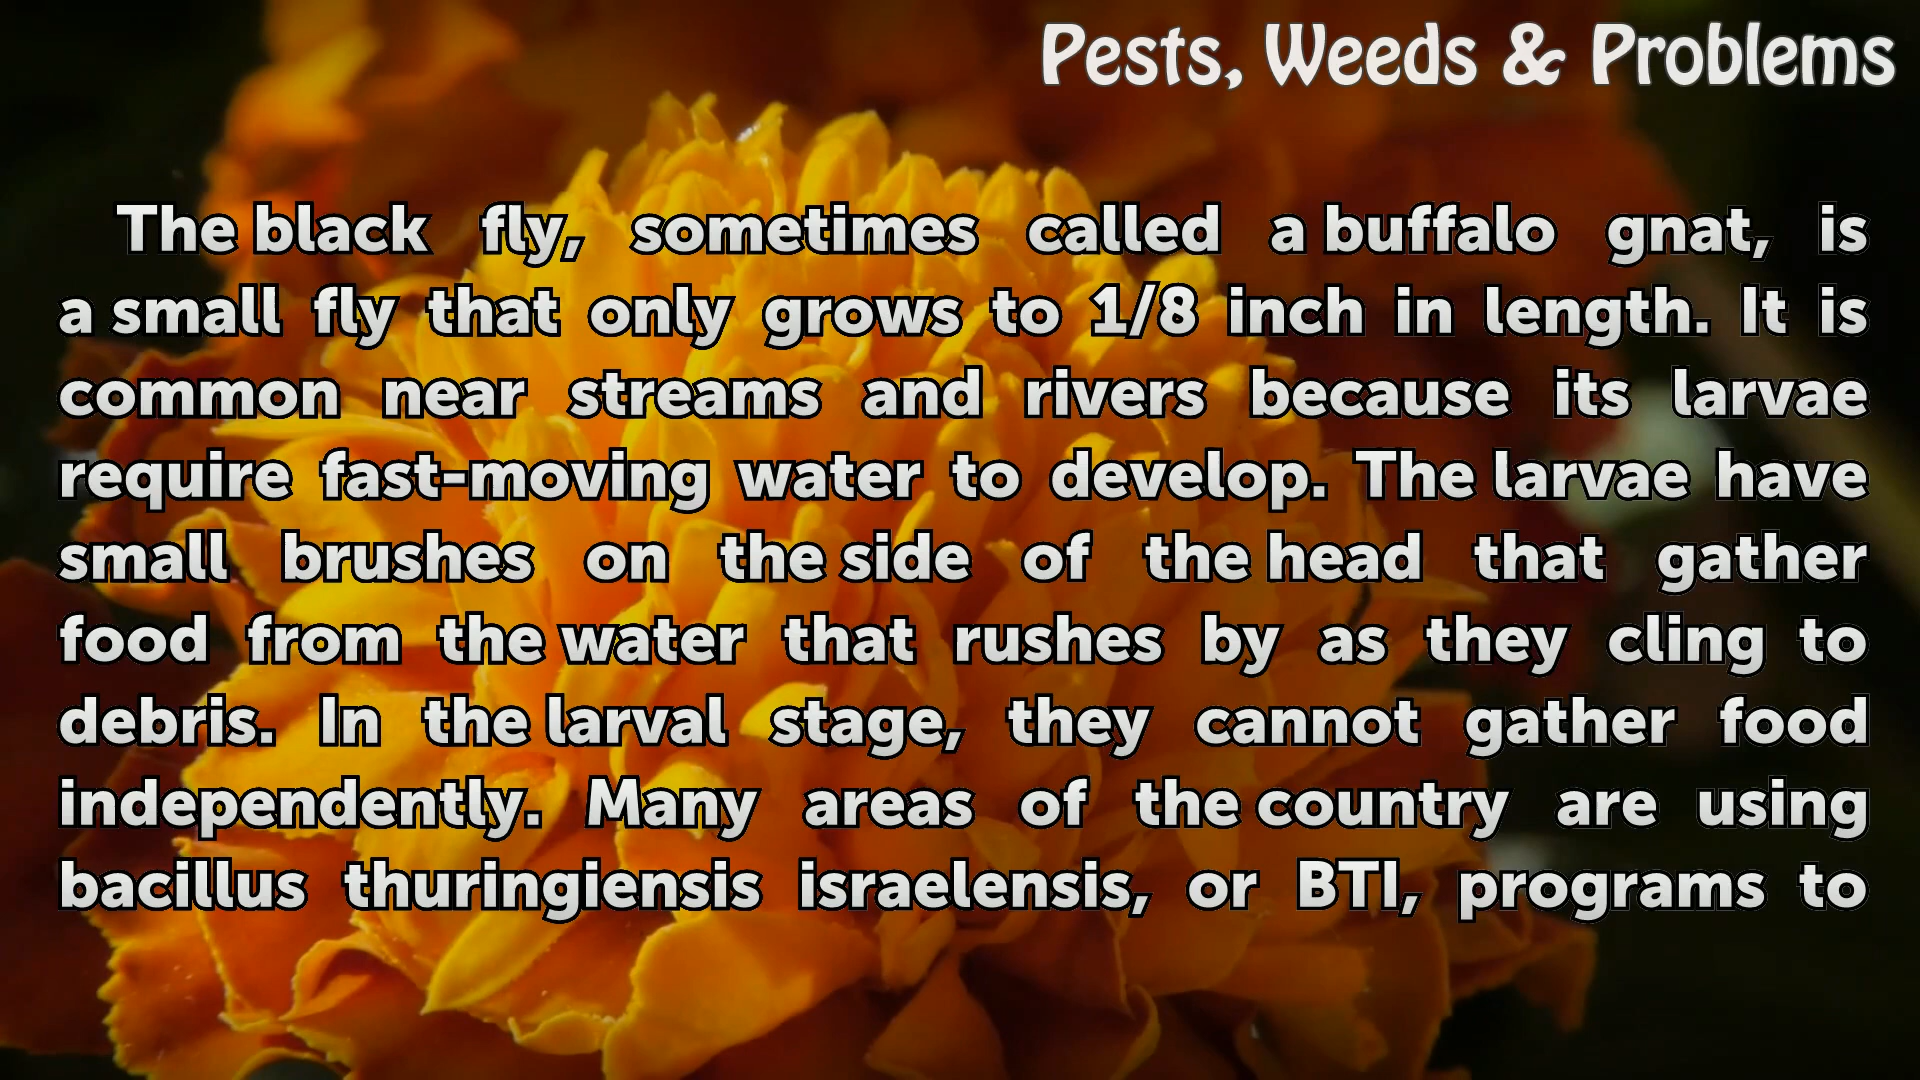 Pests, Weeds & Problems
The black fly, sometimes called a buffalo gnat, is
a small fly that only grows to 1/8 inch in length. It is
common near streams and rivers because its larvae
require fast-moving water to develop. The larvae have
small brushes on the side of the head that gather
food from the water that rushes by as they cling to
debris. In the larval stage, they cannot gather food
independently. Many areas of the country are using
bacillus thuringiensis israelensis, or BTI, programs to